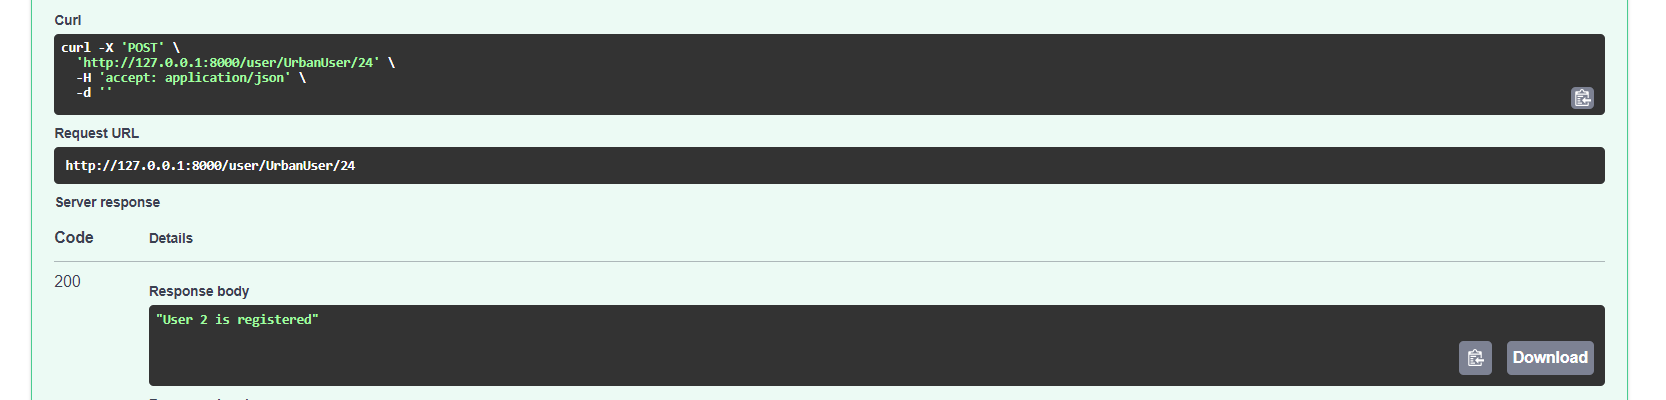 Curl
curl -X 'POST' \
'http://127.0.0.1:8000/user/UrbanUser/24' \
-H 'accept: application/json' \
-d ''
Request URL
http://127.0.0.1:8000/user/UrbanUser/24
Server response
Code Details
200
Response body
"User 2 is registered"
Download